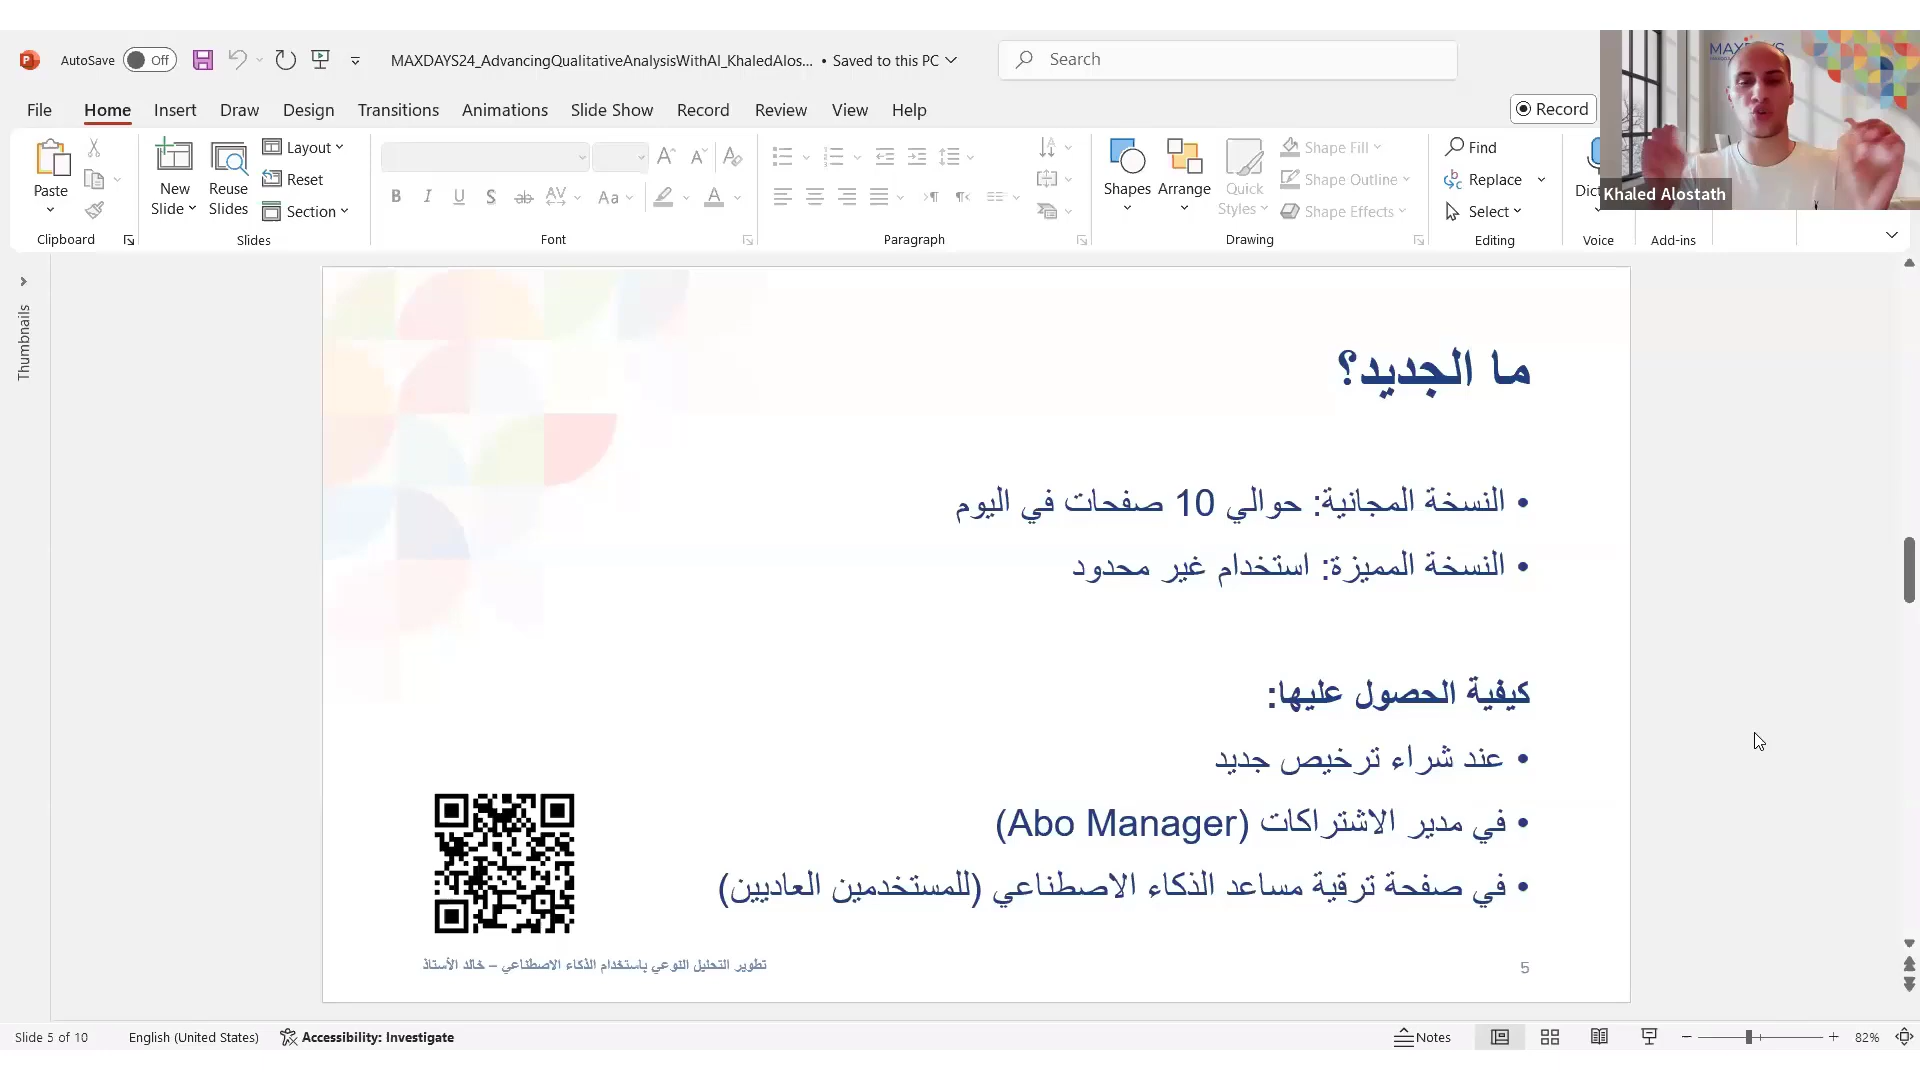 AutoSave
Off
MAXDAYS24_AdvancingQualitativeAnalysisWithAI_KhaledAlos... • Saved to this PC
Search
MAXDAYS
File
Home
Insert
Draw
Design
Transitions
Animations
Slide Show
Record
Review
View
Help
Record
Paste
New Slide
Reuse Slides
Layout
Reset
Section
Shapes
Arrange
Quick Styles
Shape Fill
Shape Outline
Shape Effects
Find
Replace
Select
Khaled Alostath
Clipboard
Slides
Font
Paragraph
Drawing
Editing
Voice
Add-ins
Thumbnails
ما الجديد؟
• النسخة المجانية: حوالي 10 صفحات في اليوم
• النسخة المميزة: استخدام غير محدود
كيفية الحصول عليها:
• عند شراء ترخيص جديد
• في مدير الاشتراكات (Abo Manager)
• في صفحة ترقية مساعد الذكاء الاصطناعي (للمستخدمين العاديين)
تطوير التحليل النوعي باستخدام الذكاء الاصطناعي – خالد الأستاذ
5
Slide 5 of 10
English (United States)
Accessibility: Investigate
Notes
82%